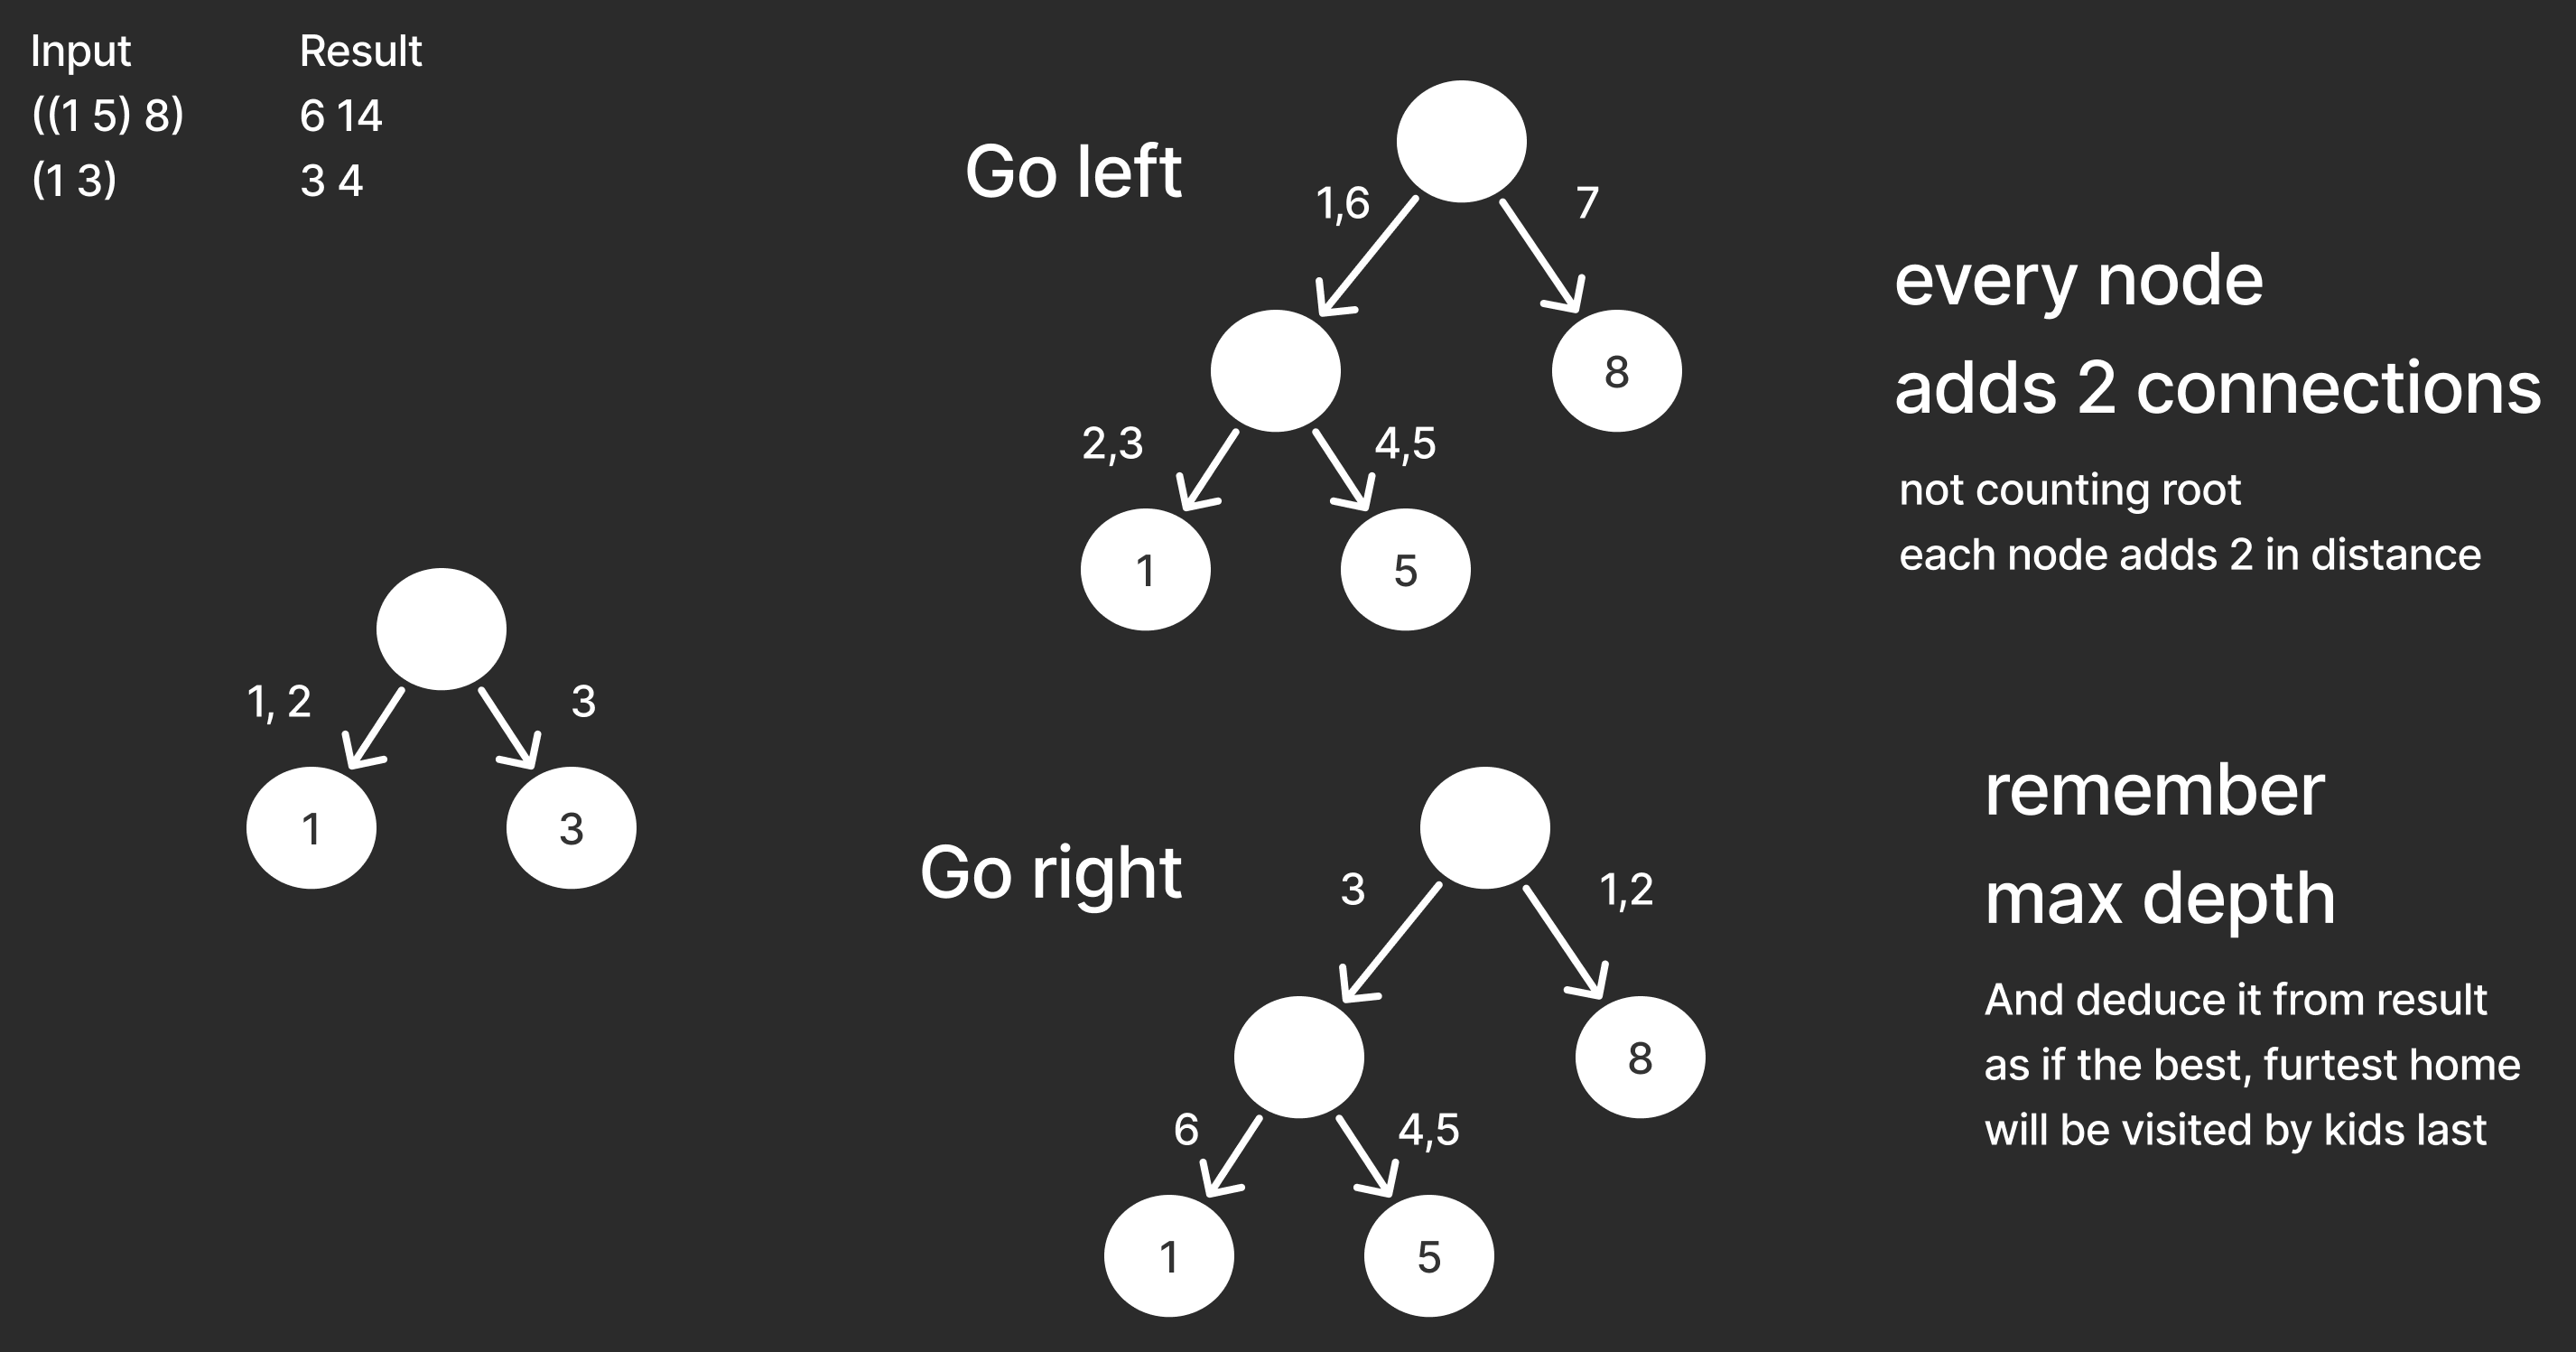 Input Result
((1 5) 8) 6 14
(1 3) 3 4
Go left
1,6 7
8
2,3 4,5
1 5
every node
adds 2 connections
not counting root
each node adds 2 in distance
1, 2 3
1 3
Go right
3 1,2
8
6 4,5
1 5
remember
max depth
And deduce it from result
as if the best, furtest home
will be visited by kids last